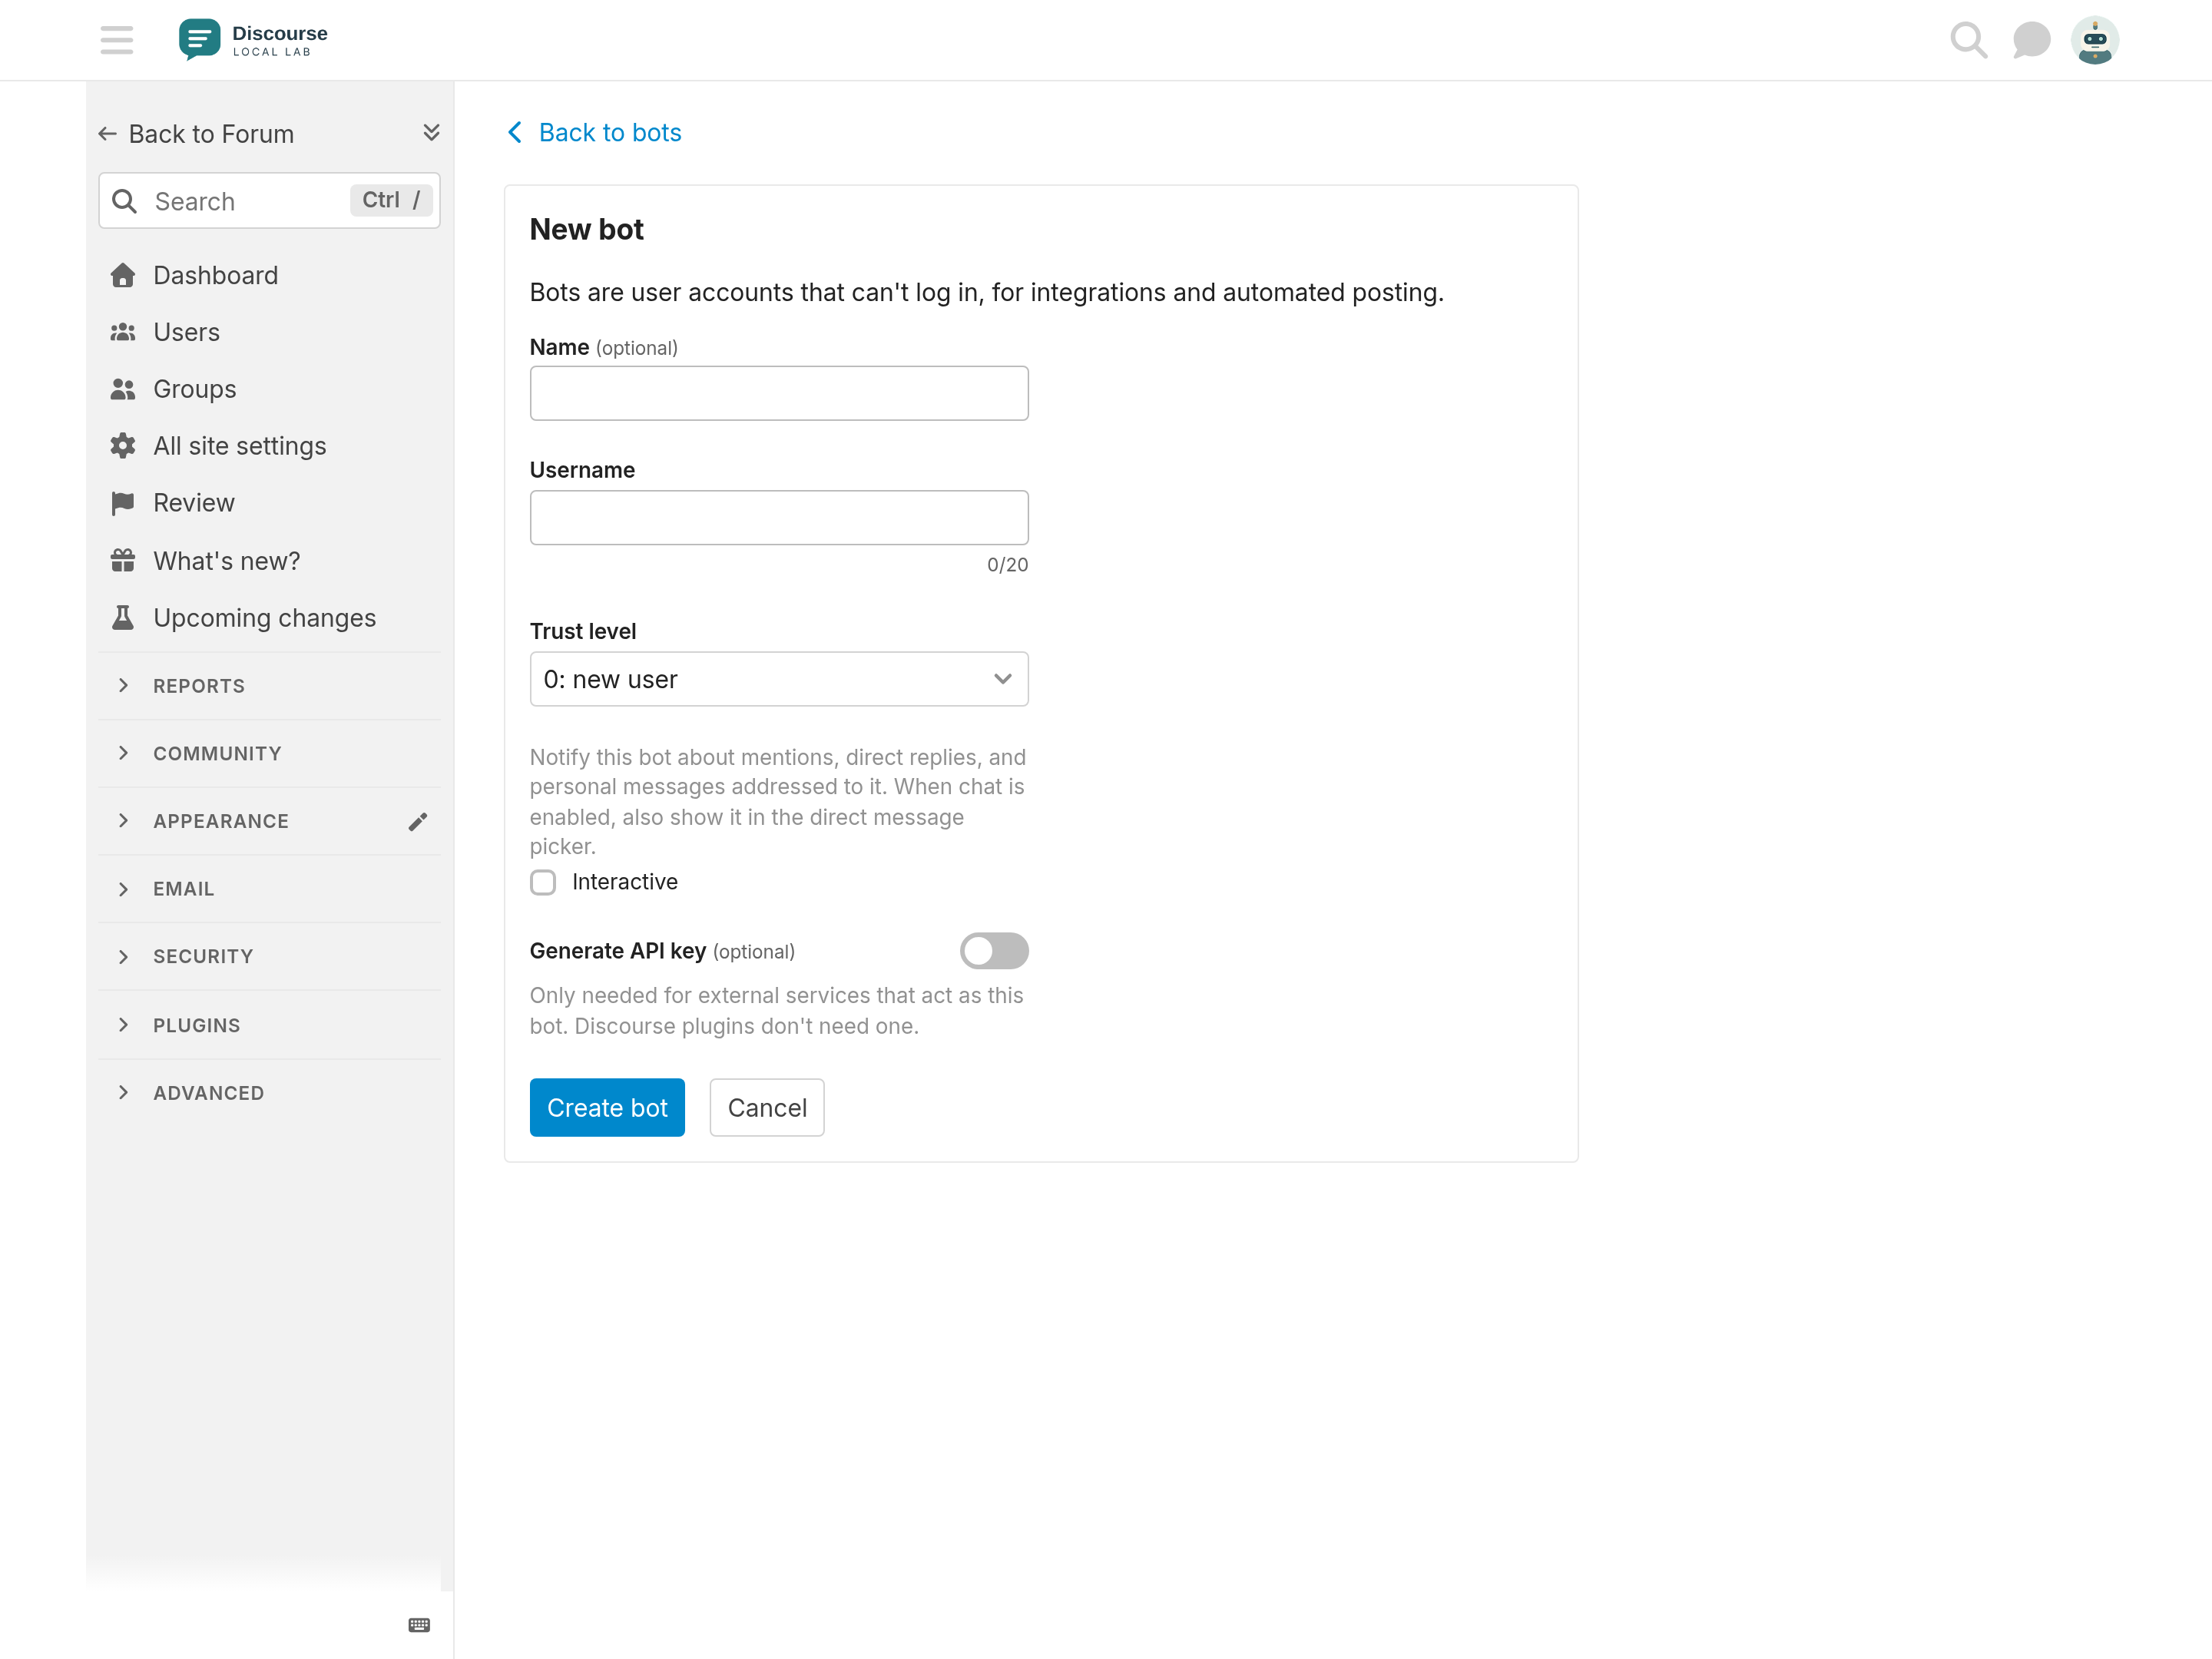 Discourse
LOCAL LAB
Back to Forum
Search
Ctrl /
Dashboard
Users
Groups
All site settings
Review
What's new?
Upcoming changes
REPORTS
COMMUNITY
APPEARANCE
EMAIL
SECURITY
PLUGINS
ADVANCED
Back to bots
New bot
Bots are user accounts that can't log in, for integrations and automated posting.
Name (optional)
Username
0/20
Trust level
0: new user
Notify this bot about mentions, direct replies, and
personal messages addressed to it. When chat is
enabled, also show it in the direct message
picker.
Interactive
Generate API key (optional)
Only needed for external services that act as this
bot. Discourse plugins don't need one.
Create bot
Cancel